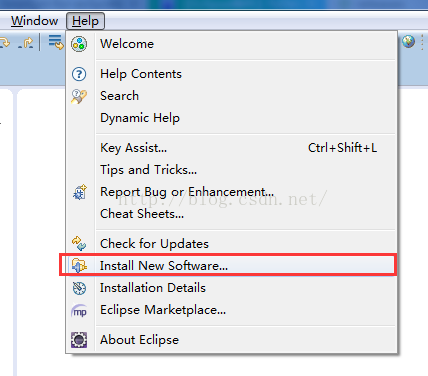 Window Help
Welcome
Help Contents
Search
Dynamic Help
Key Assist... Ctrl+Shift+L
Tips and Tricks...
Report Bug or Enhancement...
http://blog.csdn.net/
Cheat Sheets...
Check for Updates
Install New Software...
Installation Details
mp Eclipse Marketplace...
About Eclipse